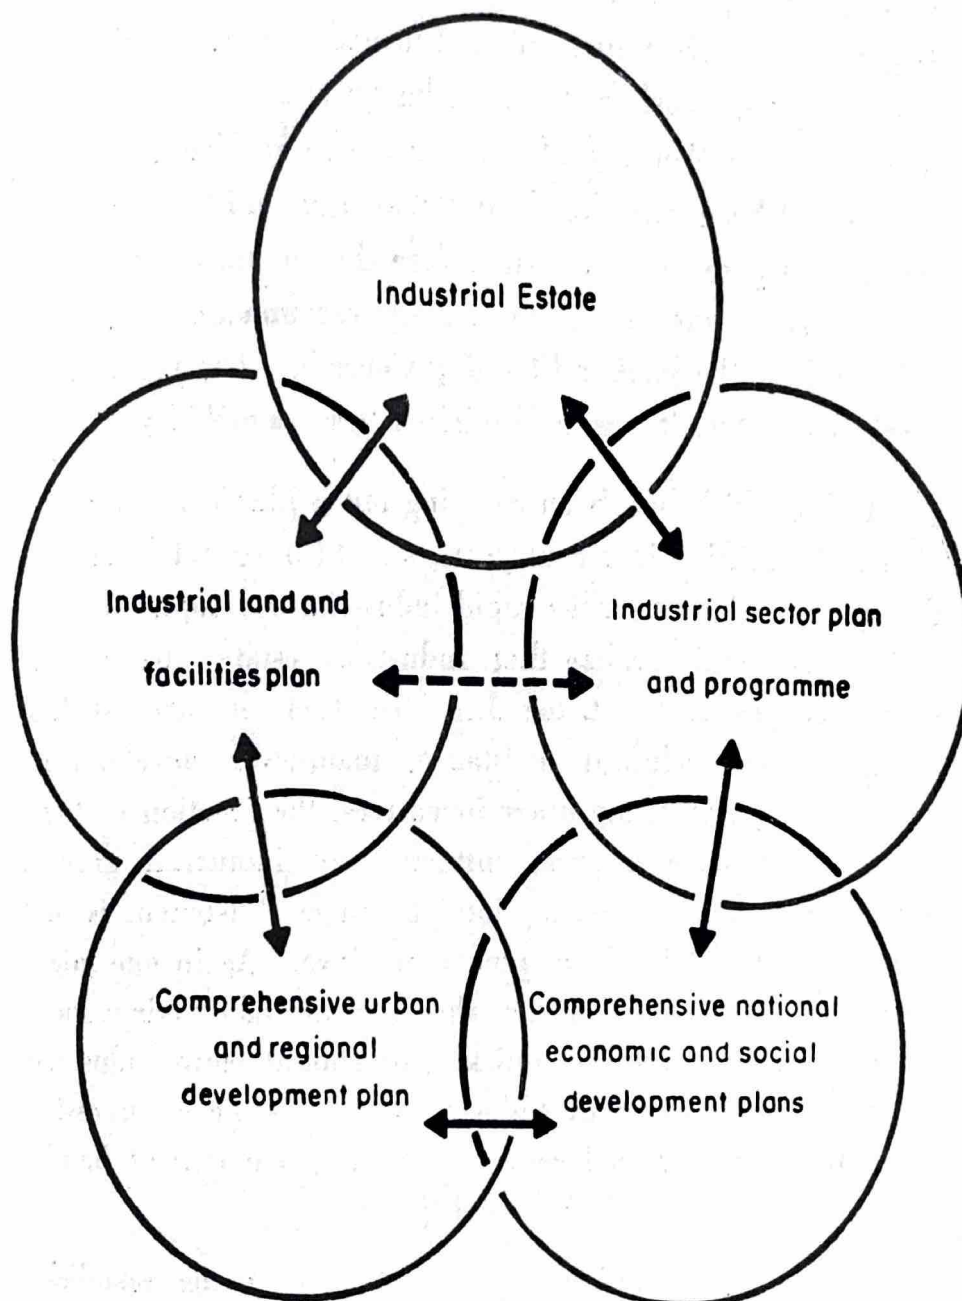 Industrial Estate
Industrial land and
facilities plan
Industrial sector plan
and programme
Comprehensive urban
and regional
development plan
Comprehensive national
economic and social
development plans